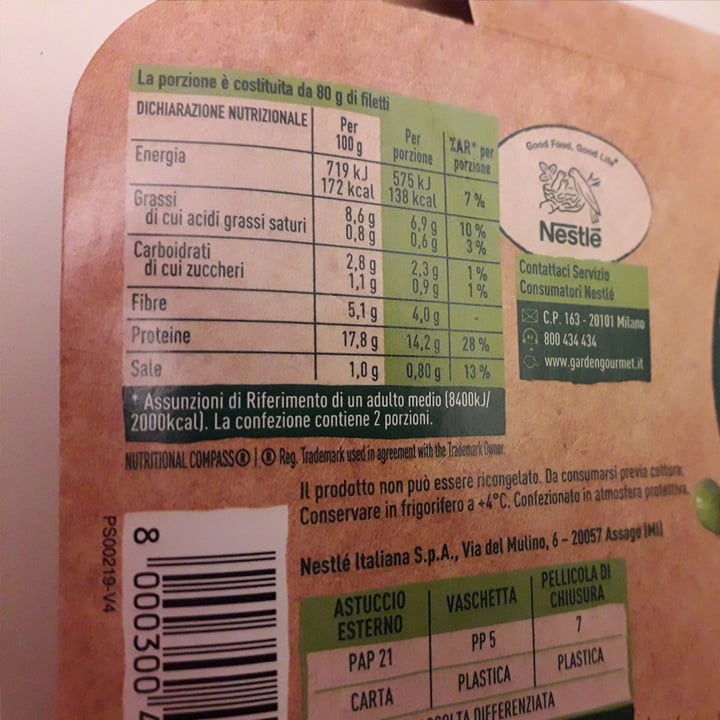 La porzione è costituita da 80 g di filetti
DICHIARAZIONE NUTRIZIONALE Per 100 g Per porzione %AR* per porzione
Energia 719 kJ 575 kJ
172 kcal 138 kcal 7 %
Grassi 8,6 g 6,9 g 10 %
di cui acidi grassi saturi 0,8 g 0,6 g 3 %
Carboidrati 2,8 g 2,3 g 1 %
di cui zuccheri 1,1 g 0,9 g 1 %
Fibre 5,1 g 4,0 g -
Proteine 17,8 g 14,2 g 28 %
Sale 1,0 g 0,80 g 13 %
* Assunzioni di Riferimento di un adulto medio (8400kJ/
2000kcal). La confezione contiene 2 porzioni.
Good Food, Good Life
Nestlé
Contattaci Servizio
Consumatori Nestlé
C.P. 163 - 20101 Milano
800 434 434
www.gardengourmet.it
NUTRITIONAL COMPASS® | ® Reg. Trademark used in agreement with the Trademark Owner.
Il prodotto non può essere ricongelato. Da consumarsi previa cottura.
Conservare in frigorifero a +4°C. Confezionato in atmosfera protettiva.
Nestlé Italiana S.p.A., Via del Mulino, 6 - 20057 Assago (MI)
PS00219-V4
8 000300
ASTUCCIO ESTERNO VASCHETTA PELLICOLA DI CHIUSURA
PAP 21 PP 5 7
CARTA PLASTICA PLASTICA
DIFFERENZIATA